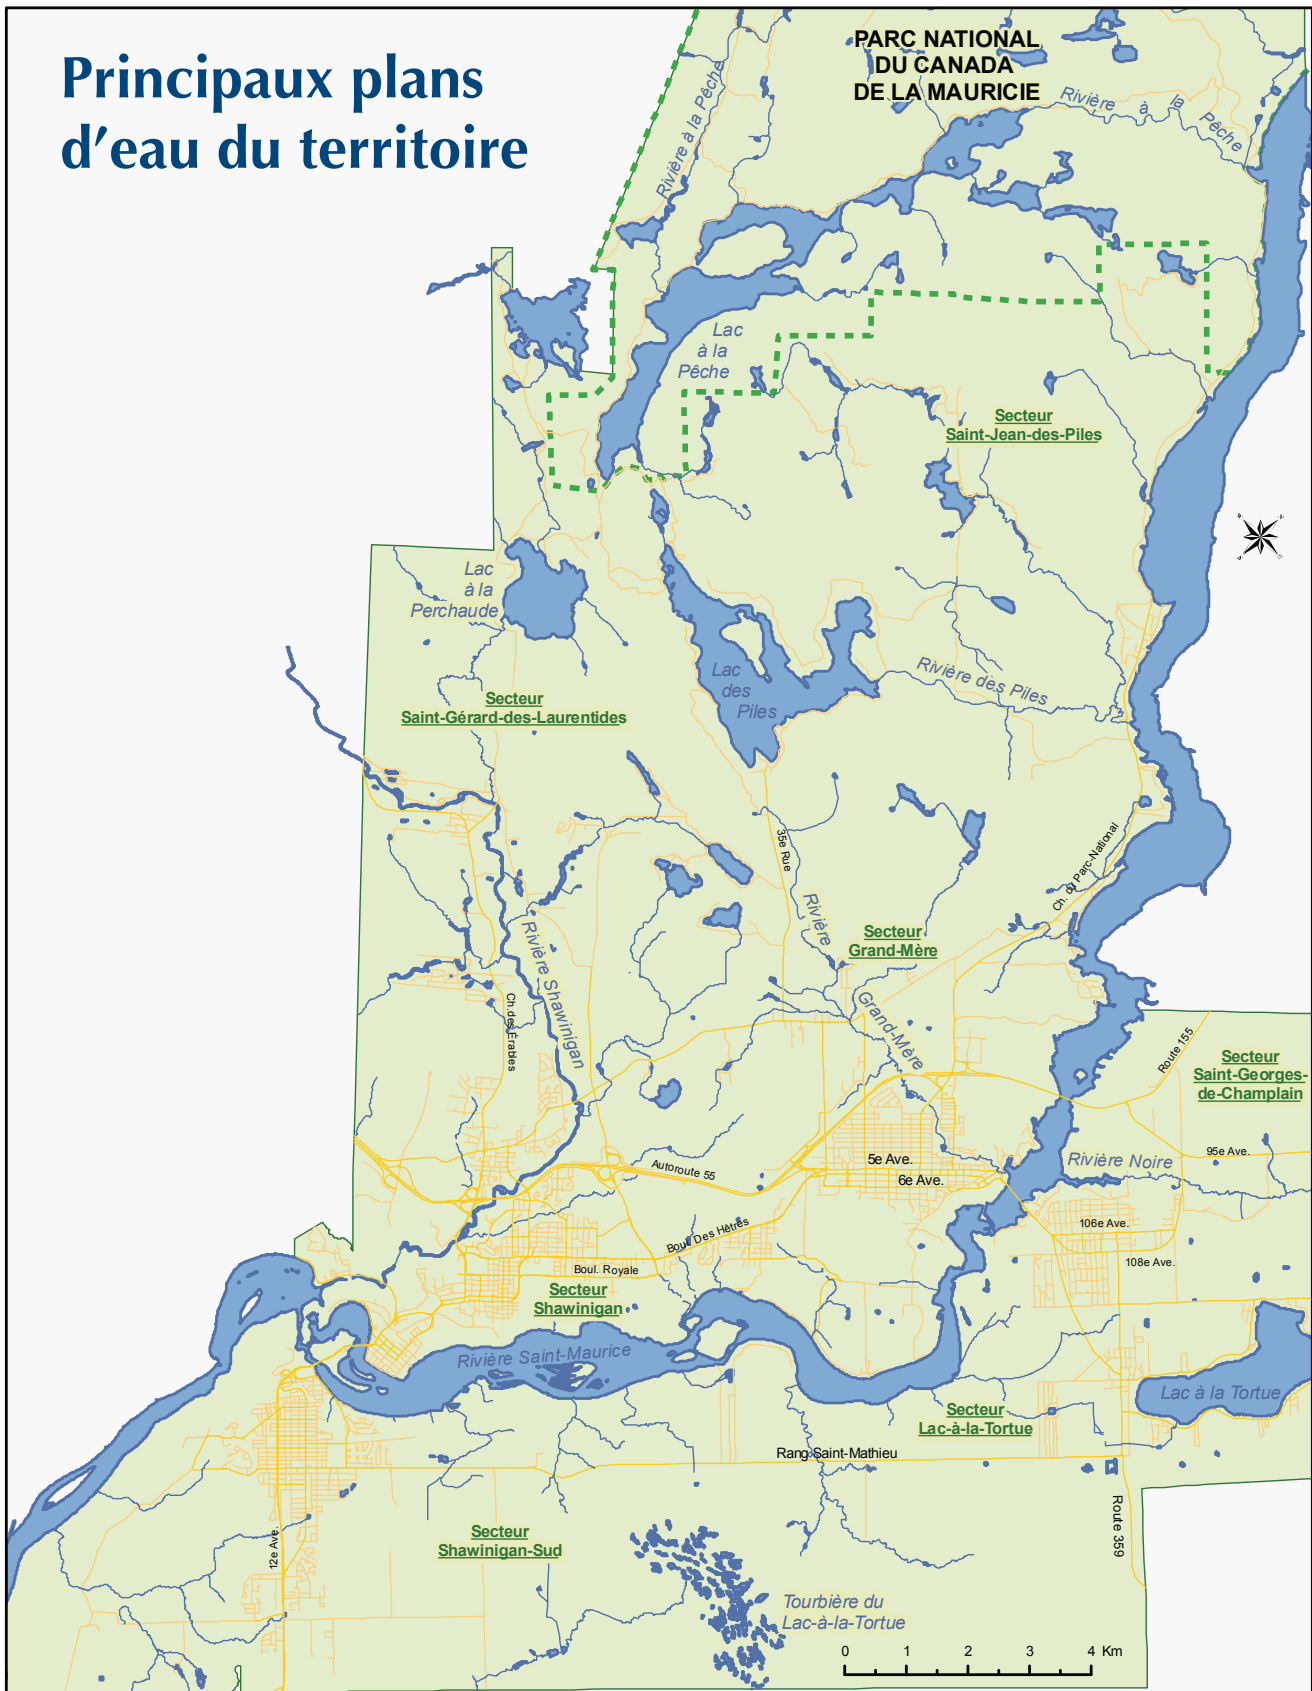 Principaux plans
d'eau du territoire
PARC NATIONAL
DU CANADA
DE LA MAURICIE
Rivière à la Pêche
Rivière à la Pêche
Lac
à la
Pêche
Secteur
Saint-Jean-des-Piles
Lac
à la
Perchaude
Lac
des
Piles
Rivière des Piles
Secteur
Saint-Gérard-des-Laurentides
35e Rue
Ch. du Parc-National
Rivière Shawinigan
Rivière
Grand-Mère
Secteur
Grand-Mère
Ch.des Érables
Route 155
Secteur
Saint-Georges-
de-Champlain
95e Ave.
Rivière Noire
5e Ave.
6e Ave.
Autoroute 55
106e Ave.
108e Ave.
Boul. Des Hêtres
Boul. Royale
Secteur
Shawinigan
Rivière Saint-Maurice
Lac à la Tortue
Secteur
Lac-à-la-Tortue
Rang Saint-Mathieu
Route 359
12e Ave.
Secteur
Shawinigan-Sud
Tourbière du
Lac-à-la-Tortue
0 1 2 3 4 Km